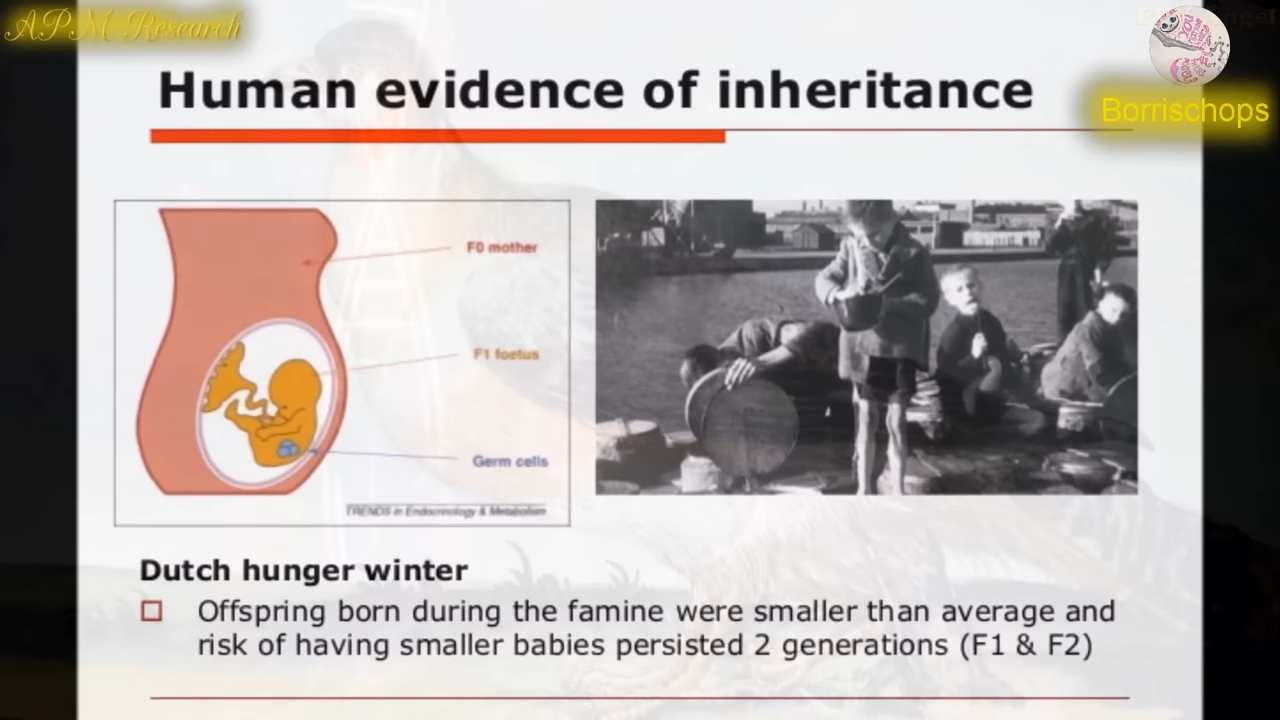 APM Research
Borrischops
Human evidence of inheritance
F0 mother
F1 foetus
Germ cells
TRENDS in Endocrinology & Metabolism
Dutch hunger winter
Offspring born during the famine were smaller than average and
risk of having smaller babies persisted 2 generations (F1 & F2)